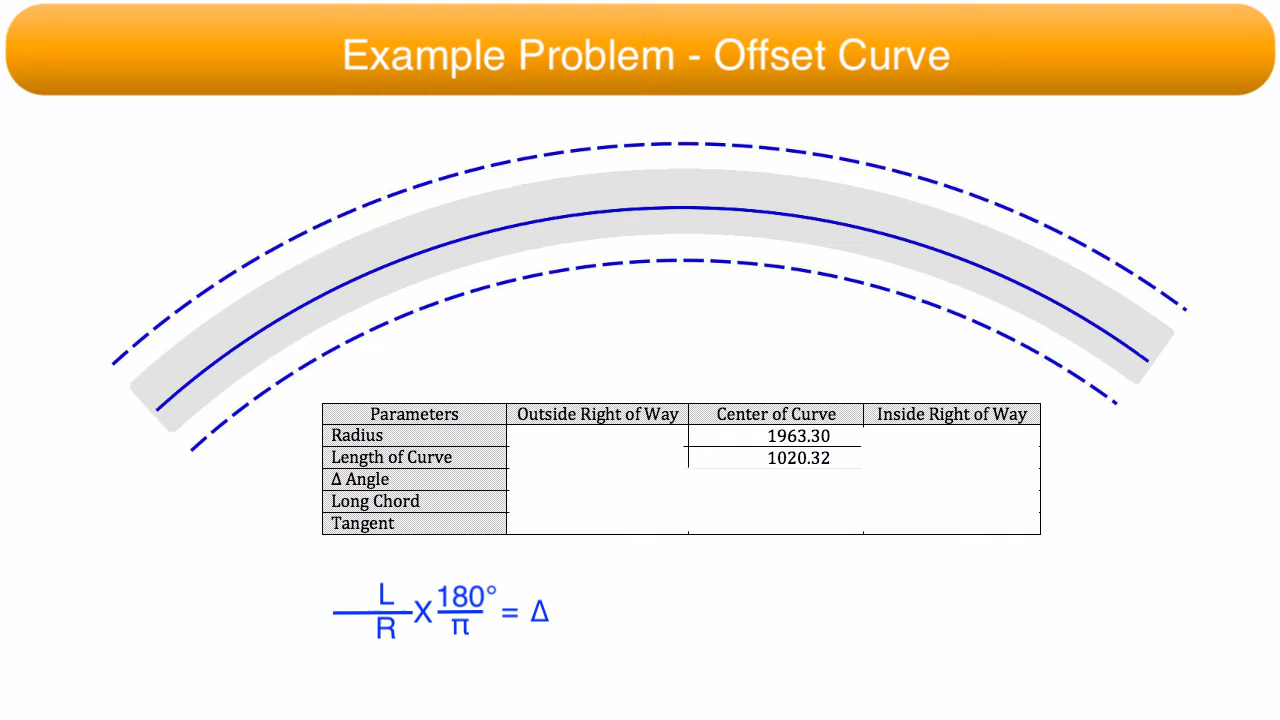 Example Problem - Offset Curve
Parameters Outside Right of Way Center of Curve Inside Right of Way
Radius 1963.30
Length of Curve 1020.32
Δ Angle
Long Chord
Tangent
L
R
X
180°
π
= Δ